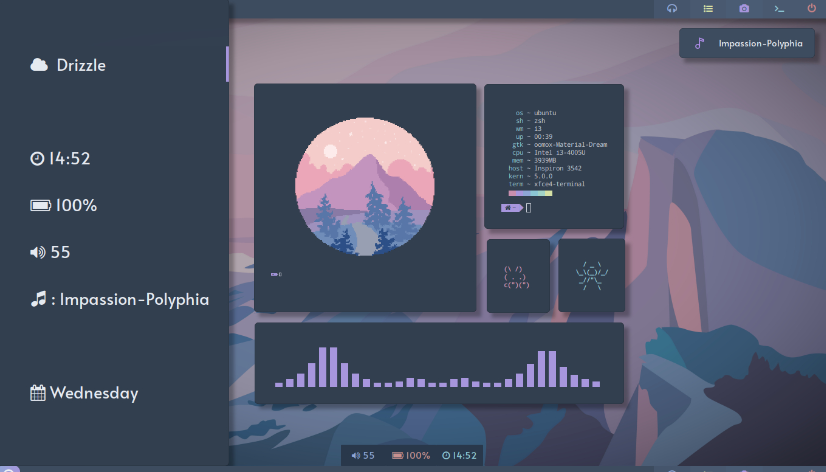 Drizzle
14:52
100%
55
: Impassion-Polyphia
Wednesday
Impassion-Polyphia
os ~ ubuntu
sh ~ zsh
wm ~ i3
up ~ 00:39
gtk ~ oomox-Material-Dream
cpu ~ Intel i3-4005U
mem ~ 3939MB
host ~ Inspiron 3542
kern ~ 5.0.0
term ~ xfce4-terminal
(\ /)
( . .)
c(")(")
/ _ \
\_\(_)/_/
_//"\_
/ \
55
100%
14:52